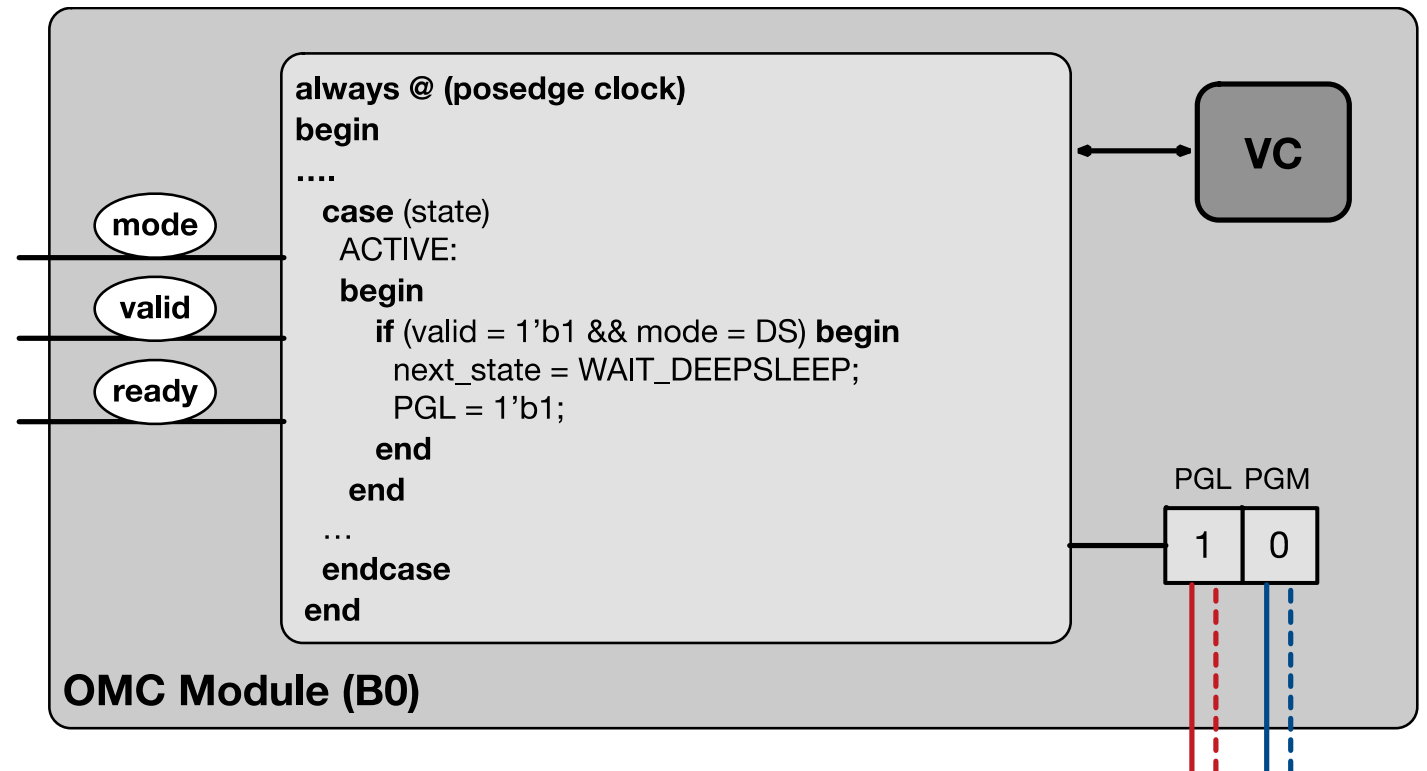 always @ (posedge clock)
begin
....
case (state)
ACTIVE:
begin
if (valid = 1’b1 && mode = DS) begin
next_state = WAIT_DEEPSLEEP;
PGL = 1’b1;
end
end
…
endcase
end
mode
valid
ready
VC
PGL PGM
1 0
OMC Module (B0)